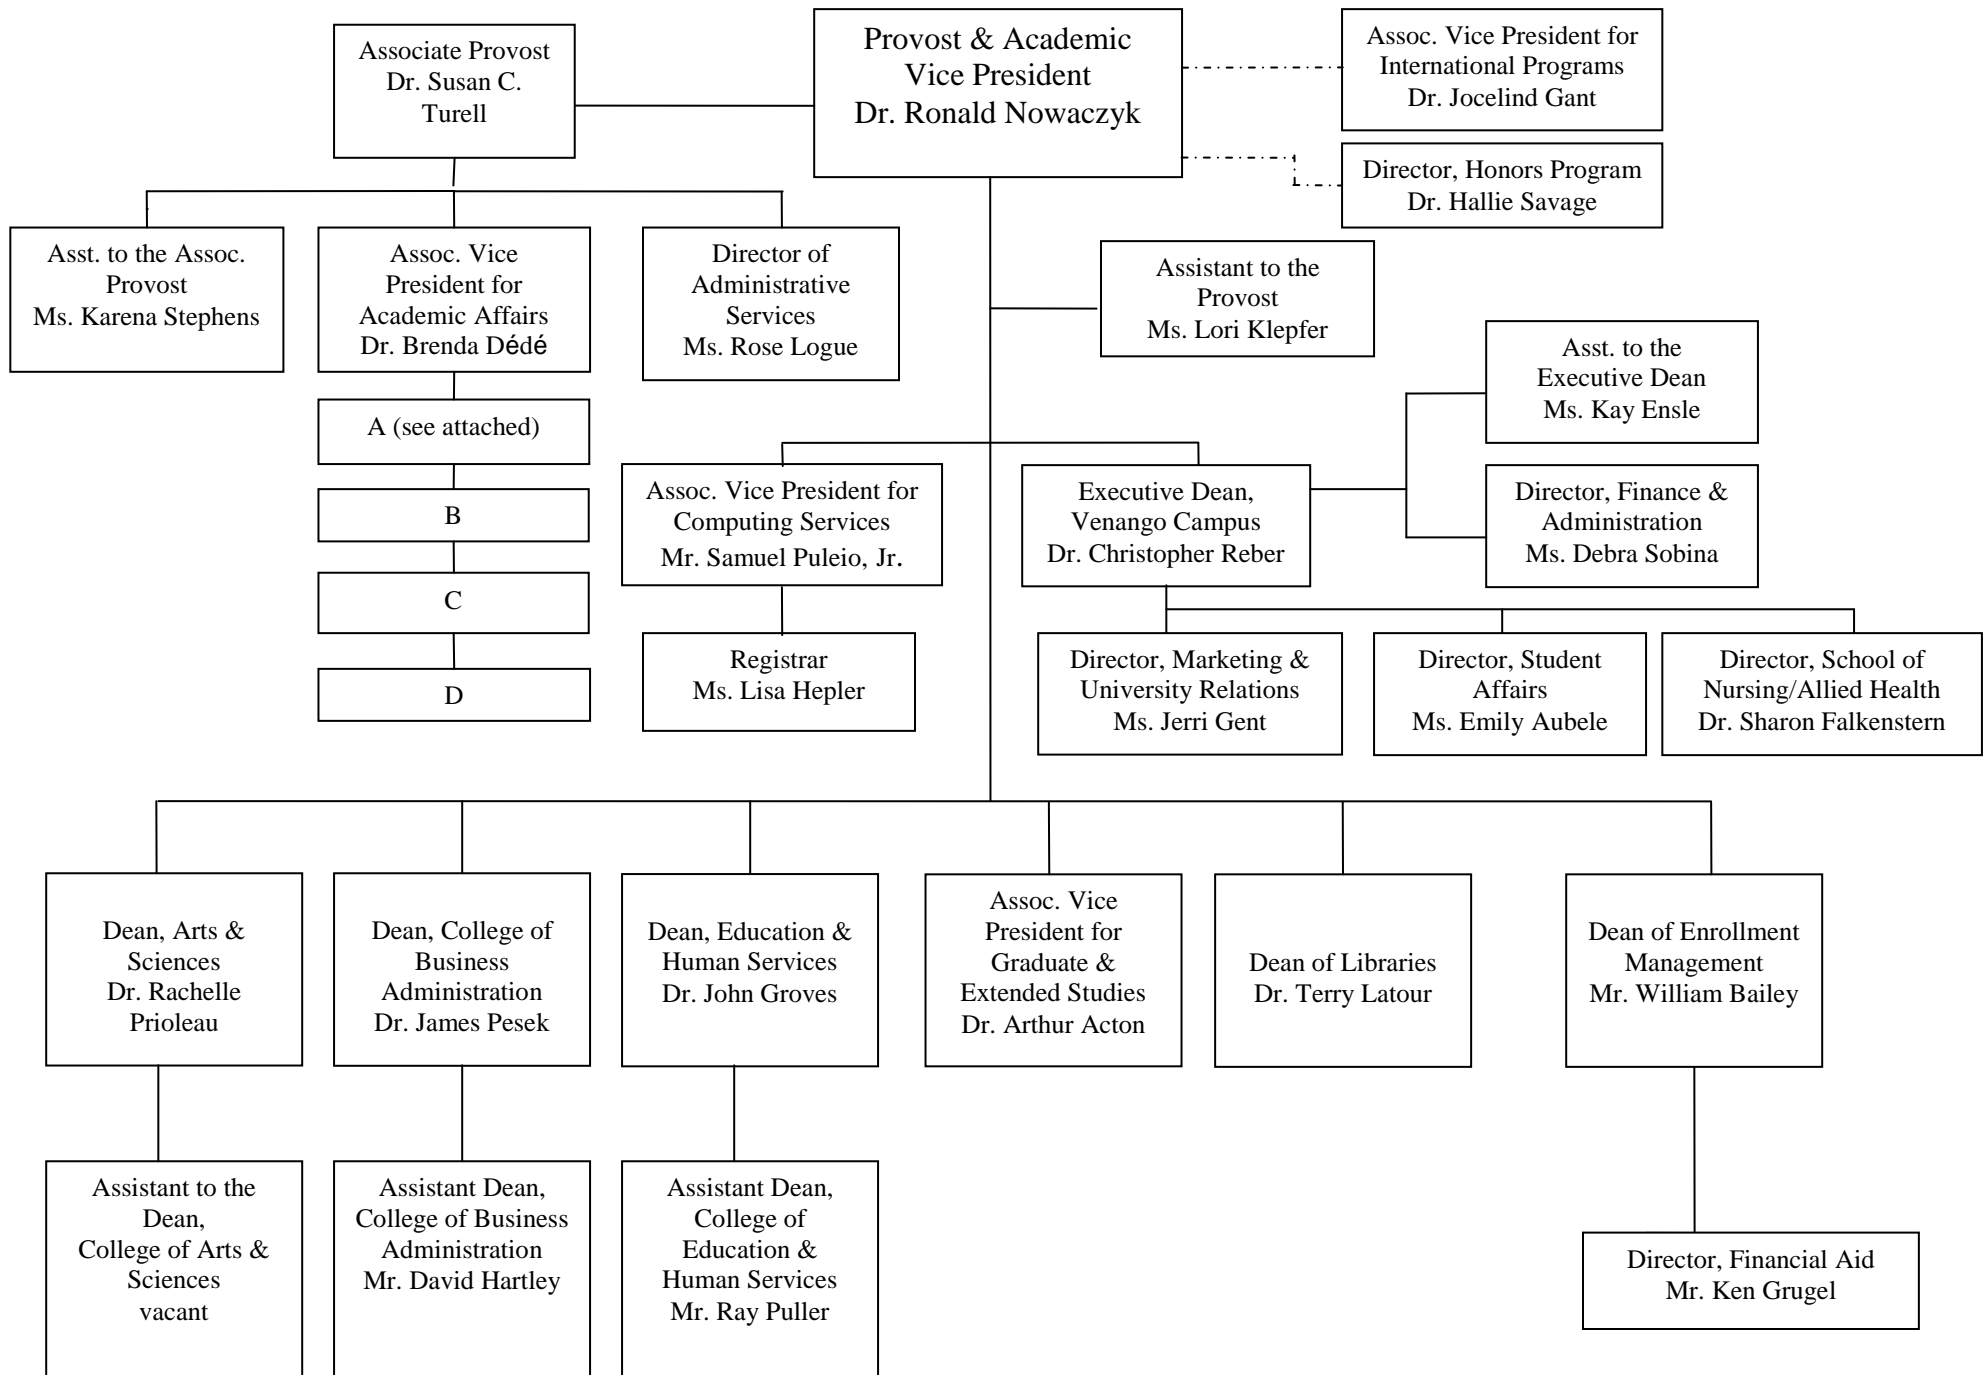 Associate Provost
Dr. Susan C.
Turell
Provost & Academic
Vice President
Dr. Ronald Nowaczyk
Assoc. Vice President for
International Programs
Dr. Jocelind Gant
Director, Honors Program
Dr. Hallie Savage
Asst. to the Assoc.
Provost
Ms. Karena Stephens
Assoc. Vice
President for
Academic Affairs
Dr. Brenda Dédé
Director of
Administrative
Services
Ms. Rose Logue
Assistant to the
Provost
Ms. Lori Klepfer
Asst. to the
Executive Dean
Ms. Kay Ensle
A (see attached)
B
C
D
Assoc. Vice President for
Computing Services
Mr. Samuel Puleio, Jr.
Executive Dean,
Venango Campus
Dr. Christopher Reber
Director, Finance &
Administration
Ms. Debra Sobina
Registrar
Ms. Lisa Hepler
Director, Marketing &
University Relations
Ms. Jerri Gent
Director, Student
Affairs
Ms. Emily Aubele
Director, School of
Nursing/Allied Health
Dr. Sharon Falkenstern
Dean, Arts &
Sciences
Dr. Rachelle
Prioleau
Dean, College of
Business
Administration
Dr. James Pesek
Dean, Education &
Human Services
Dr. John Groves
Assoc. Vice
President for
Graduate &
Extended Studies
Dr. Arthur Acton
Dean of Libraries
Dr. Terry Latour
Dean of Enrollment
Management
Mr. William Bailey
Assistant to the
Dean,
College of Arts &
Sciences
vacant
Assistant Dean,
College of Business
Administration
Mr. David Hartley
Assistant Dean,
College of
Education &
Human Services
Mr. Ray Puller
Director, Financial Aid
Mr. Ken Grugel